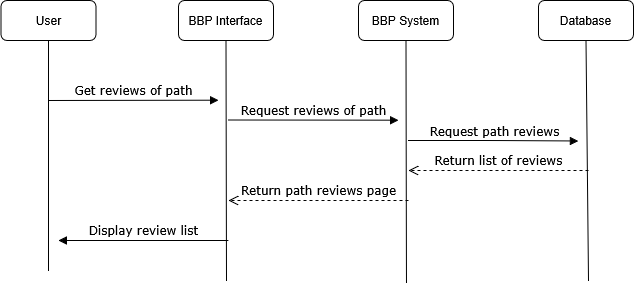 User
BBP Interface
BBP System
Database
Get reviews of path
Request reviews of path
Request path reviews
Return list of reviews
Return path reviews page
Display review list